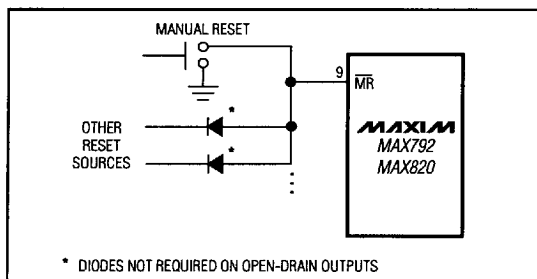 MANUAL RESET
9
MR
OTHER
RESET
SOURCES
*
*
MAXIM
MAX792
MAX820
* DIODES NOT REQUIRED ON OPEN-DRAIN OUTPUTS